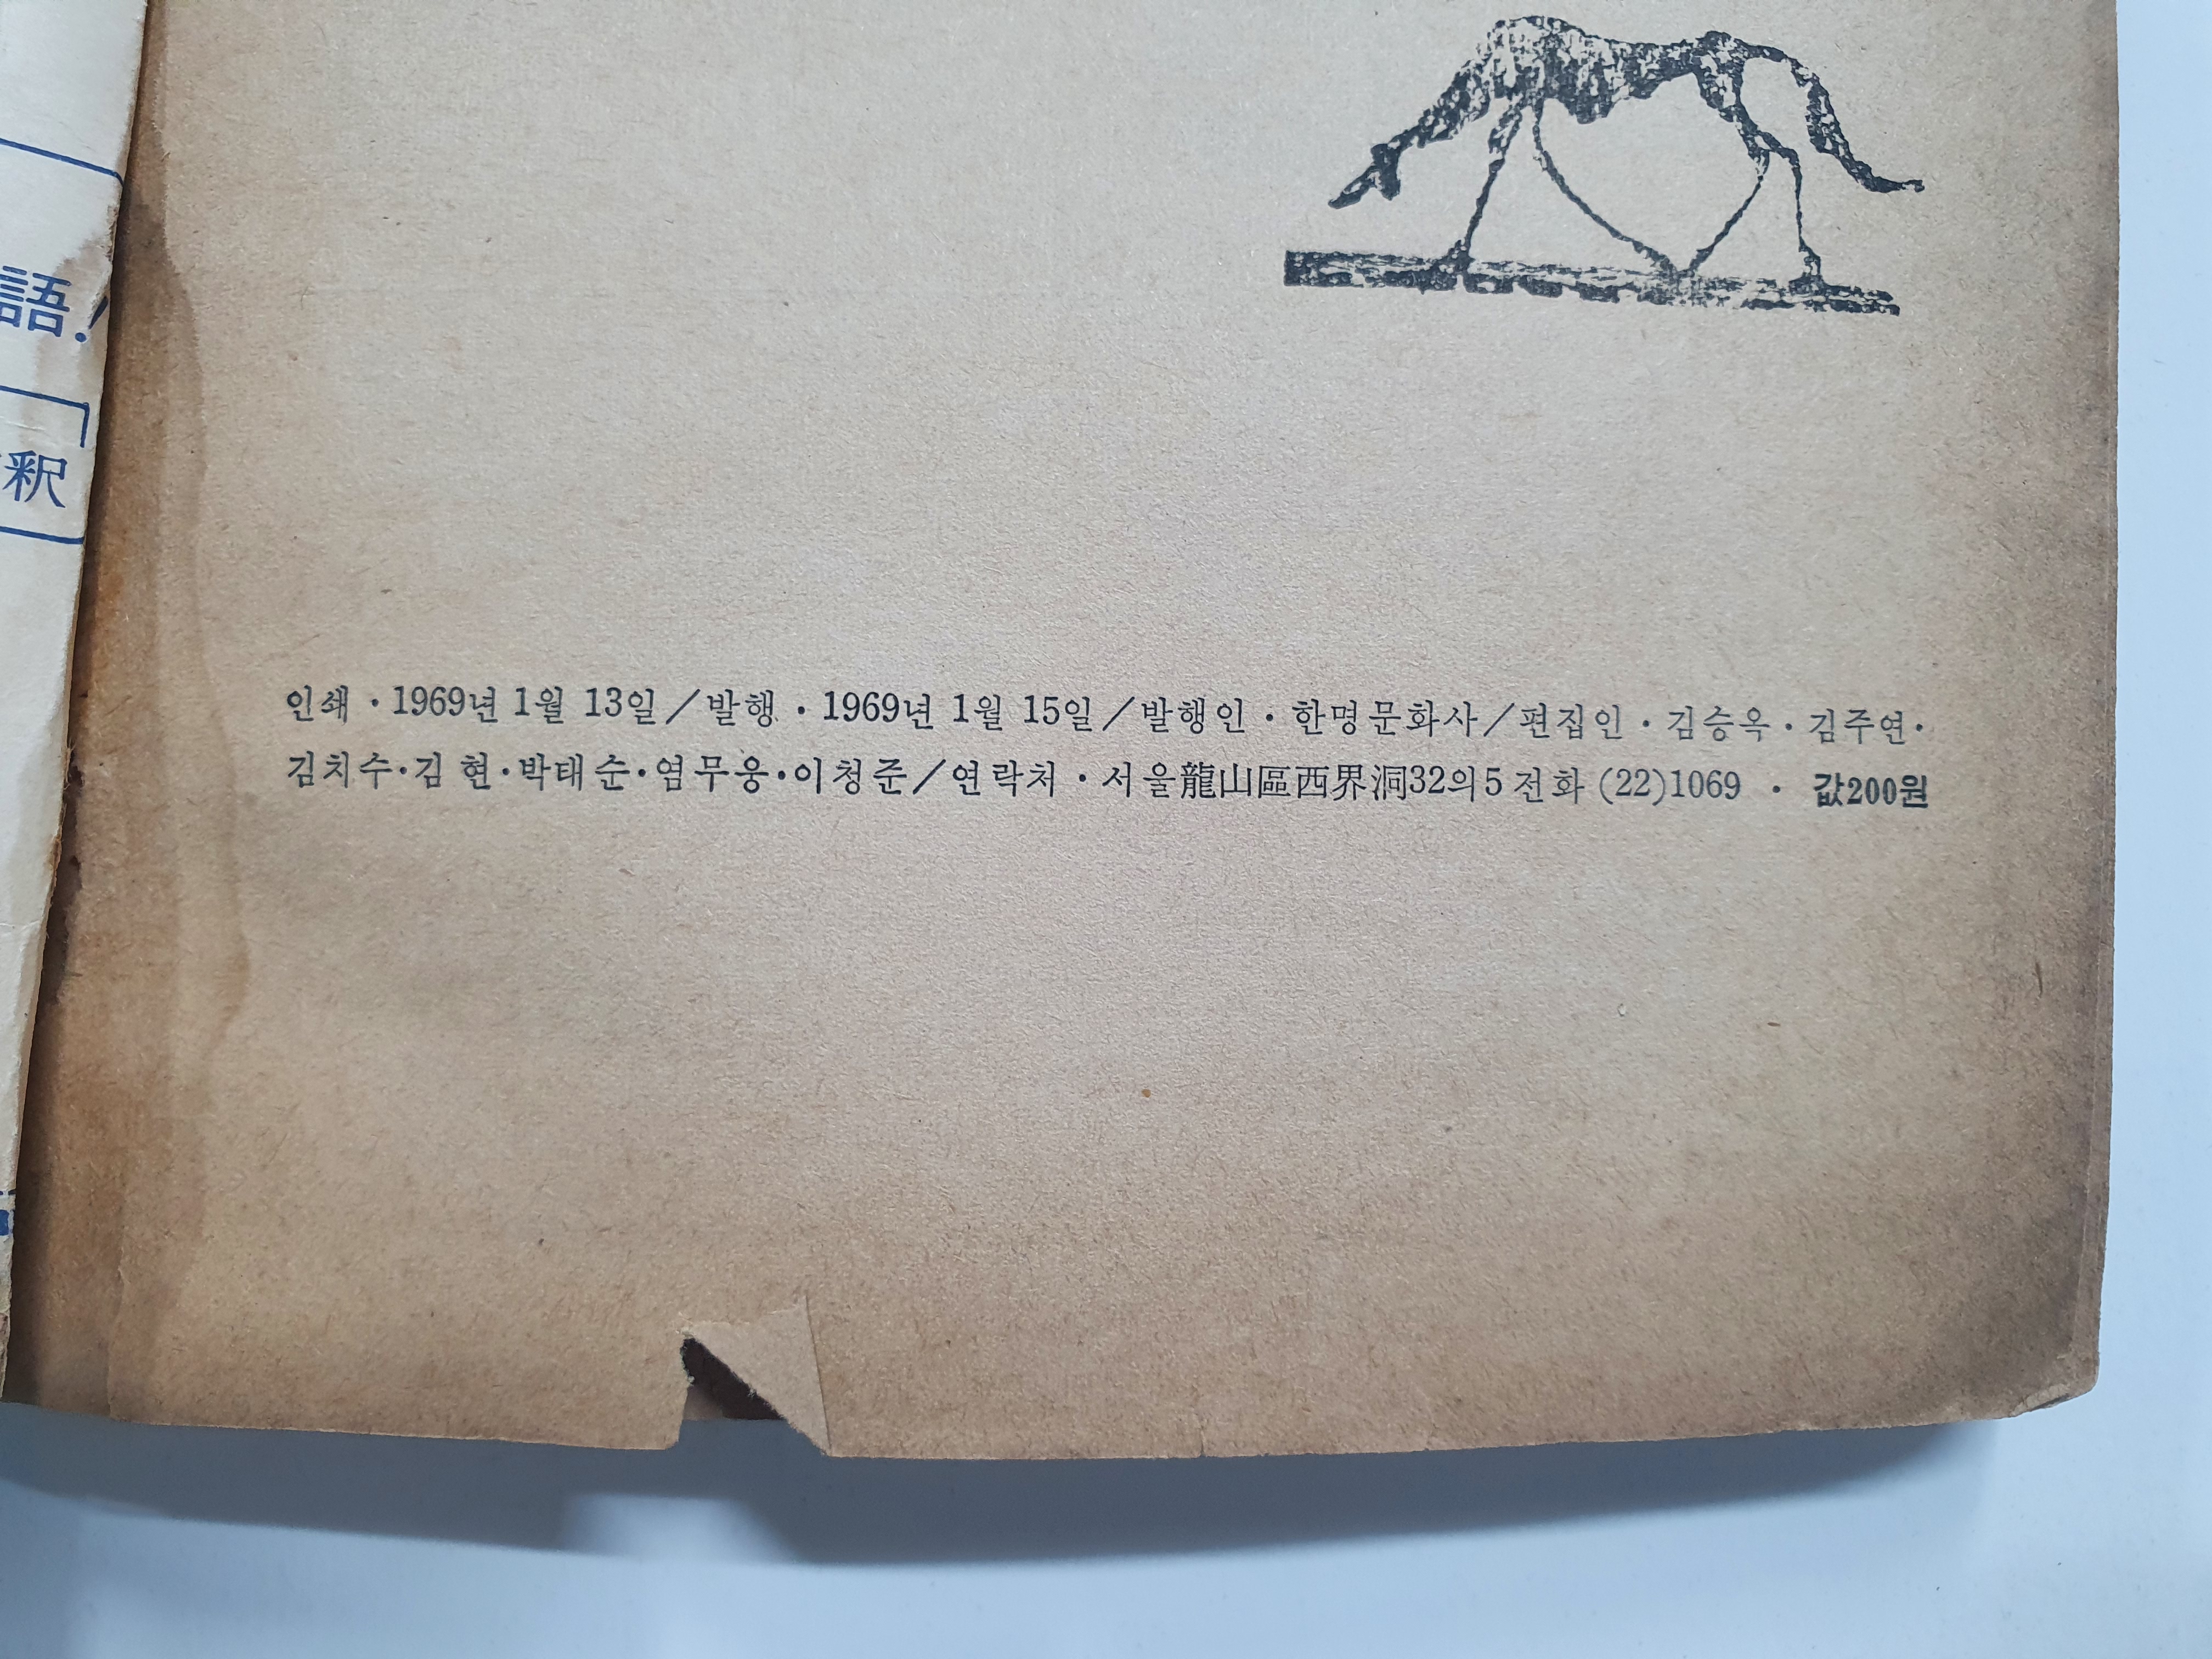 語!
釈
인쇄·1969년 1월 13일/발행·1969년 1월 15일/발행인·한명문화사/편집인·김승옥·김주연·
김치수·김 현·박태순·염무웅·이청준/연락처·서울龍山區西界洞32의5 전화 (22)1069 · 값200원